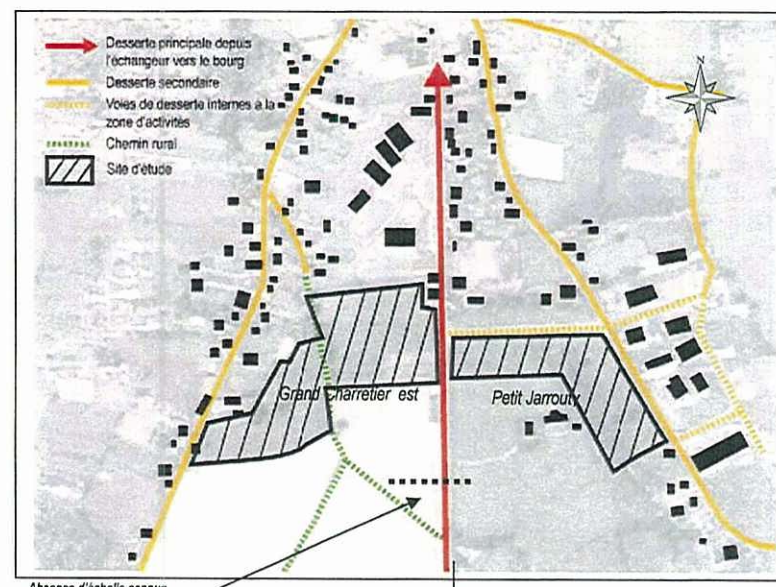 Desserte principale depuis
l'échangeur vers le bourg
Desserte secondaire
Voies de desserte internes à la
zone d'activités
Chemin rural
Site d'étude
N
Grand Charretier est
Petit Jarrouty
Absence d'échelle